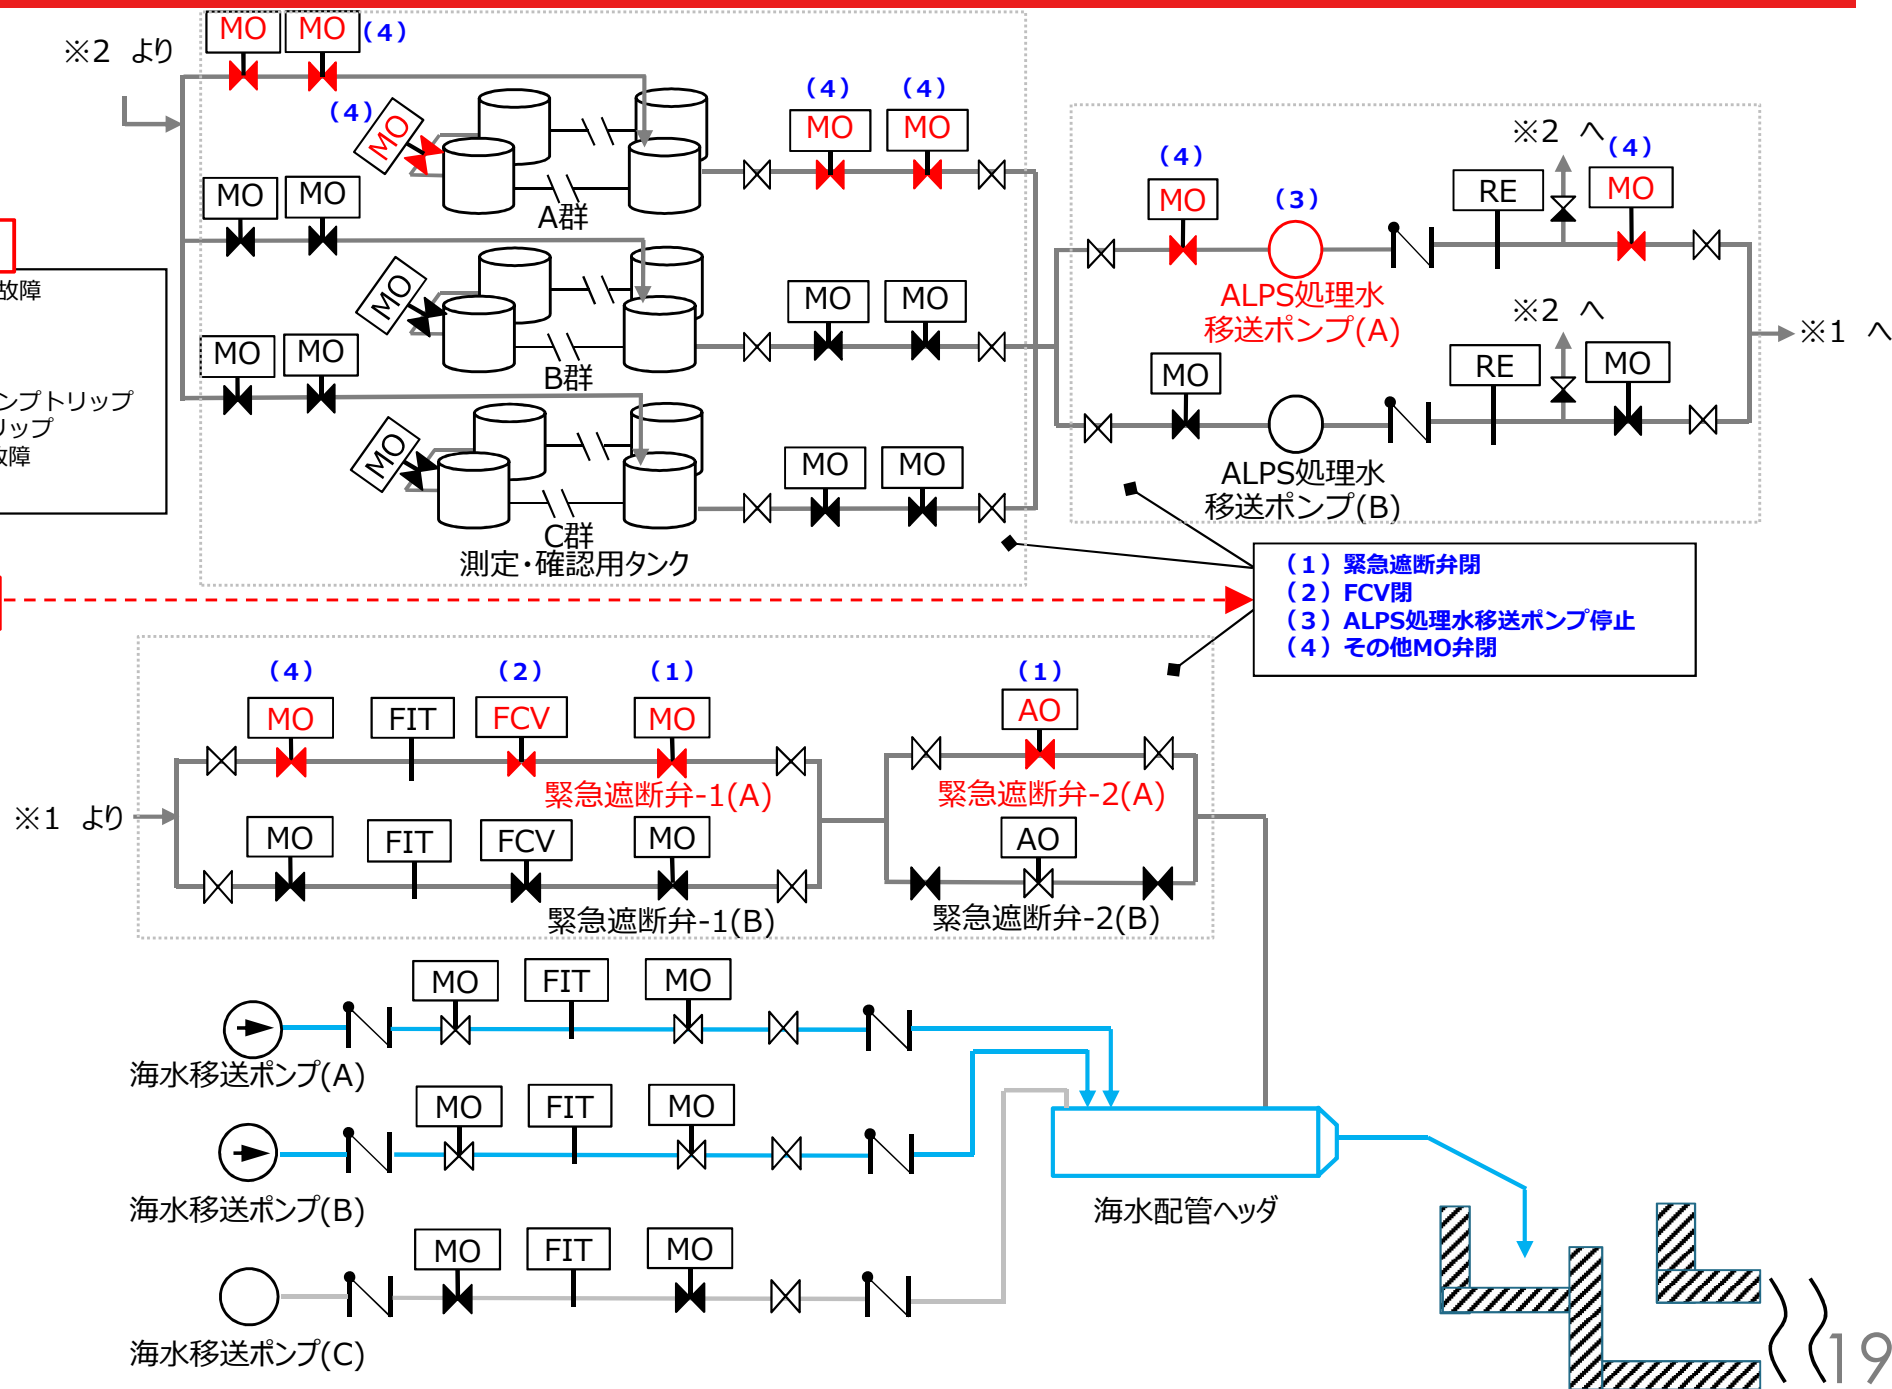 MO MO (4)
※2 より
(4) MO
(4) (4)
MO MO
MO MO
A群
MO
MO MO
B群
MO MO
MO
MO MO
C群
測定・確認用タンク
故障
ンプトリップ
リップ
故障
※2 へ
(4) (3) (4)
MO RE MO
ALPS処理水
移送ポンプ(A)
※2 へ
※1 へ
MO RE MO
ALPS処理水
移送ポンプ(B)
(1)緊急遮断弁閉
(2)FCV閉
(3)ALPS処理水移送ポンプ停止
(4)その他MO弁閉
(4) (2) (1) (1)
MO FIT FCV MO AO
緊急遮断弁-1(A) 緊急遮断弁-2(A)
※1 より
MO FIT FCV MO AO
緊急遮断弁-1(B) 緊急遮断弁-2(B)
MO FIT MO
海水移送ポンプ(A)
MO FIT MO
海水移送ポンプ(B)
海水配管ヘッダ
MO FIT MO
海水移送ポンプ(C)
19